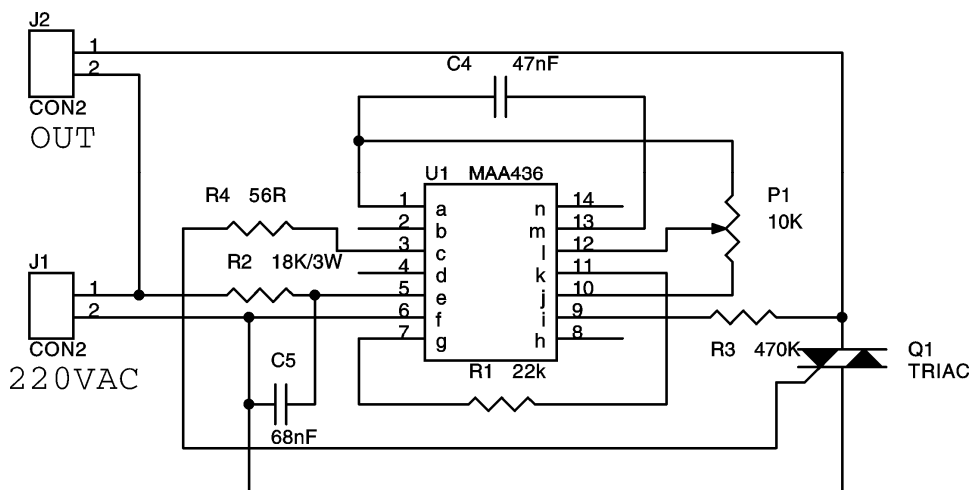 J2
1
2
CON2
OUT
C4 47nF
U1 MAA436
R4 56R
R2 18K/3W
P1
10K
J1
1
2
CON2
220VAC
1 a n 14
2 b m 13
3 c l 12
4 d k 11
5 e j 10
6 f i 9
7 g h 8
C5
68nF
R1 22k
R3 470K
Q1
TRIAC